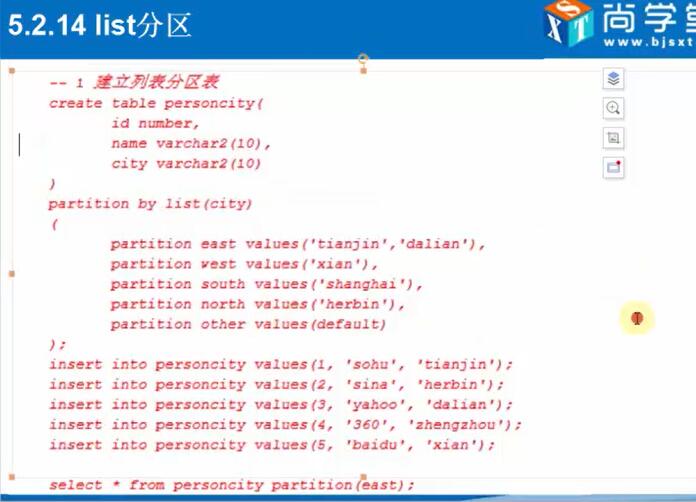 5.2.14 list分区
尚学堂
www.bjsxt
-- 1 建立列表分区表
create table personcity(
id number,
name varchar2(10),
city varchar2(10)
)
partition by list(city)
(
partition east values('tianjin','dalian'),
partition west values('xian'),
partition south values('shanghai'),
partition north values('herbin'),
partition other values(default)
);
insert into personcity values(1, 'sohu', 'tianjin');
insert into personcity values(2, 'sina', 'herbin');
insert into personcity values(3, 'yahoo', 'dalian');
insert into personcity values(4, '360', 'zhengzhou');
insert into personcity values(5, 'baidu', 'xian');
select * from personcity partition(east);